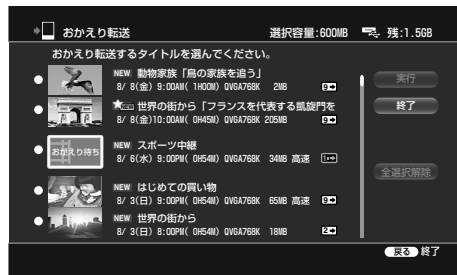 おかえり転送 選択容量:600MB 残:1.5GB
おかえり転送するタイトルを選んでください。
NEW 動物家族「鳥の家族を追う」
8/ 8(金) 9:00AM( 1H00M) QVGA768K 2MB 9
世界の街から「フランスを代表する凱旋門を
8/ 8(金)10:00AM( 0H45M) QVGA768K 205MB 9
おかえり待ち
NEW スポーツ中継
8/ 6(水) 9:00PM( 0H54M) QVGA768K 34MB 高速 1
NEW はじめての買い物
8/ 3(日) 9:00PM( 0H54M) QVGA768K 65MB 高速 9
NEW 世界の街から
8/ 3(日) 8:00PM( 0H54M) QVGA768K 18MB 2
実行
終了
全選択解除
戻る 終了